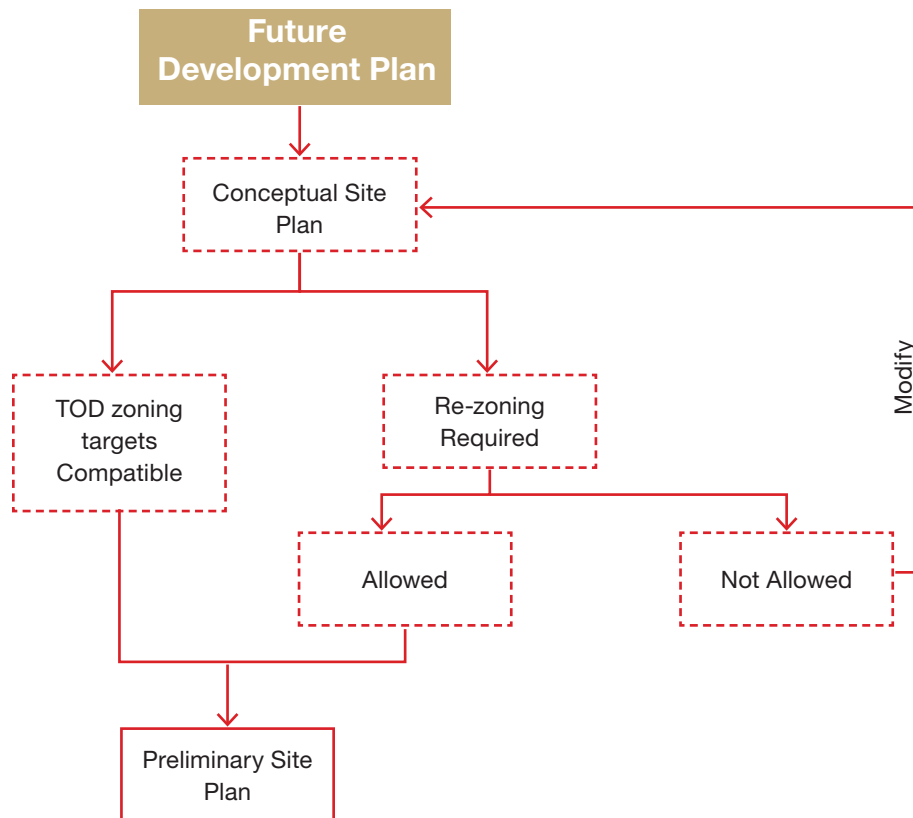 Future
Development Plan
Conceptual Site
Plan
Modify
TOD zoning
targets
Compatible
Re-zoning
Required
Allowed
Not Allowed
Preliminary Site
Plan